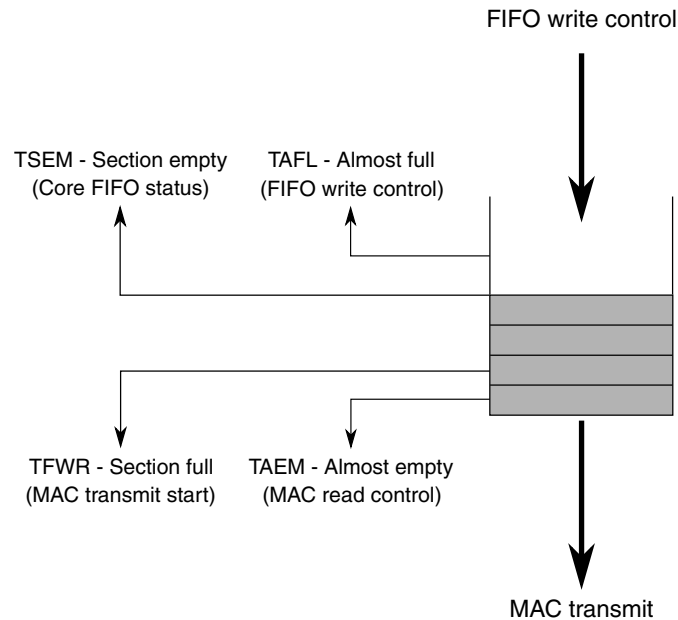 FIFO write control
TSEM - Section empty
(Core FIFO status)
TAFL - Almost full
(FIFO write control)
TFWR - Section full
(MAC transmit start)
TAEM - Almost empty
(MAC read control)
MAC transmit